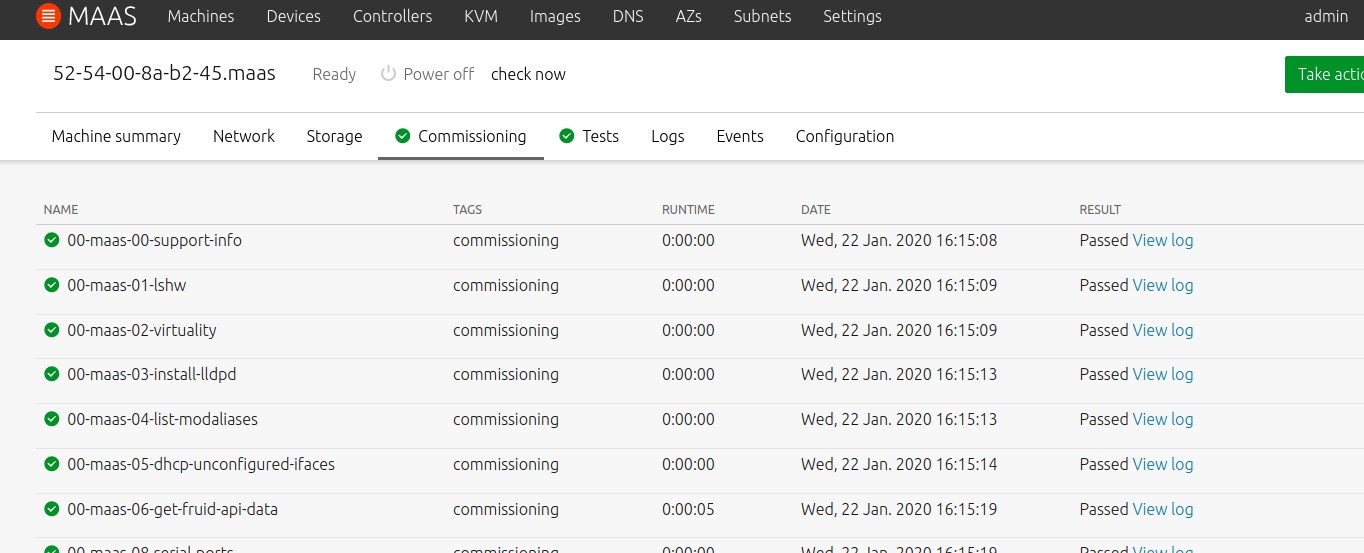 MAAS Machines Devices Controllers KVM Images DNS AZs Subnets Settings admin
52-54-00-8a-b2-45.maas Ready Power off check now Take
Machine summary Network Storage Commissioning Tests Logs Events Configuration
NAME TAGS RUNTIME DATE RESULT
00-maas-00-support-info commissioning 0:00:00 Wed, 22 Jan. 2020 16:15:08 Passed View log
00-maas-01-lshw commissioning 0:00:00 Wed, 22 Jan. 2020 16:15:09 Passed View log
00-maas-02-virtuality commissioning 0:00:00 Wed, 22 Jan. 2020 16:15:09 Passed View log
00-maas-03-install-lldpd commissioning 0:00:00 Wed, 22 Jan. 2020 16:15:13 Passed View log
00-maas-04-list-modaliases commissioning 0:00:00 Wed, 22 Jan. 2020 16:15:13 Passed View log
00-maas-05-dhcp-unconfigured-ifaces commissioning 0:00:00 Wed, 22 Jan. 2020 16:15:14 Passed View log
00-maas-06-get-fruid-api-data commissioning 0:00:05 Wed, 22 Jan. 2020 16:15:19 Passed View log
00-maas-08-serial-ports commissioning 0:00:00 Wed, 22 Jan. 2020 16:15:19 Passed View log